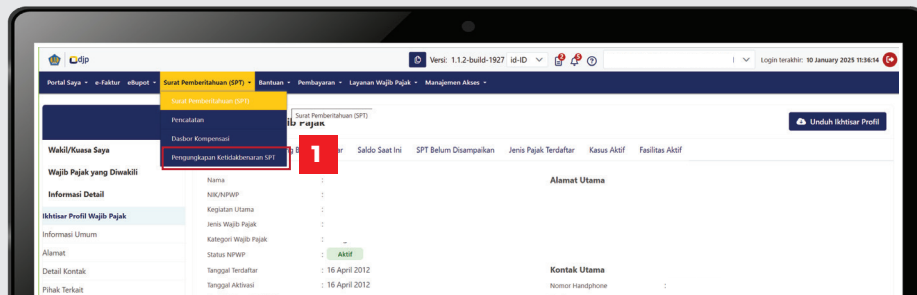 djp
Versi: 1.1.2-build-1927 id-ID Login terakhir: 10 January 2025 11:36:14
Portal Saya e-Faktur eBupot Surat Pemberitahuan (SPT) Bantuan Pembayaran Layanan Wajib Pajak Manajemen Akses
Surat Pemberitahuan (SPT)
Pencatatan
Dasbor Kompensasi
Pengungkapan Ketidakbenaran SPT
Surat Pemberitahuan (SPT)
Pajak
Unduh Ikhtisar Profil
1
Saldo Saat Ini SPT Belum Disampaikan Jenis Pajak Terdaftar Kasus Aktif Fasilitas Aktif
Wakil/Kuasa Saya
Wajib Pajak yang Diwakili
Informasi Detail
Ikhtisar Profil Wajib Pajak
Informasi Umum
Alamat
Detail Kontak
Pihak Terkait
Nama :
NIK/NPWP :
Kegiatan Utama :
Jenis Wajib Pajak :
Kategori Wajib Pajak : _
Status NPWP : Aktif
Tanggal Terdaftar : 16 April 2012
Tanggal Aktivasi : 16 April 2012
Alamat Utama
Kontak Utama
Nomor Handphone :